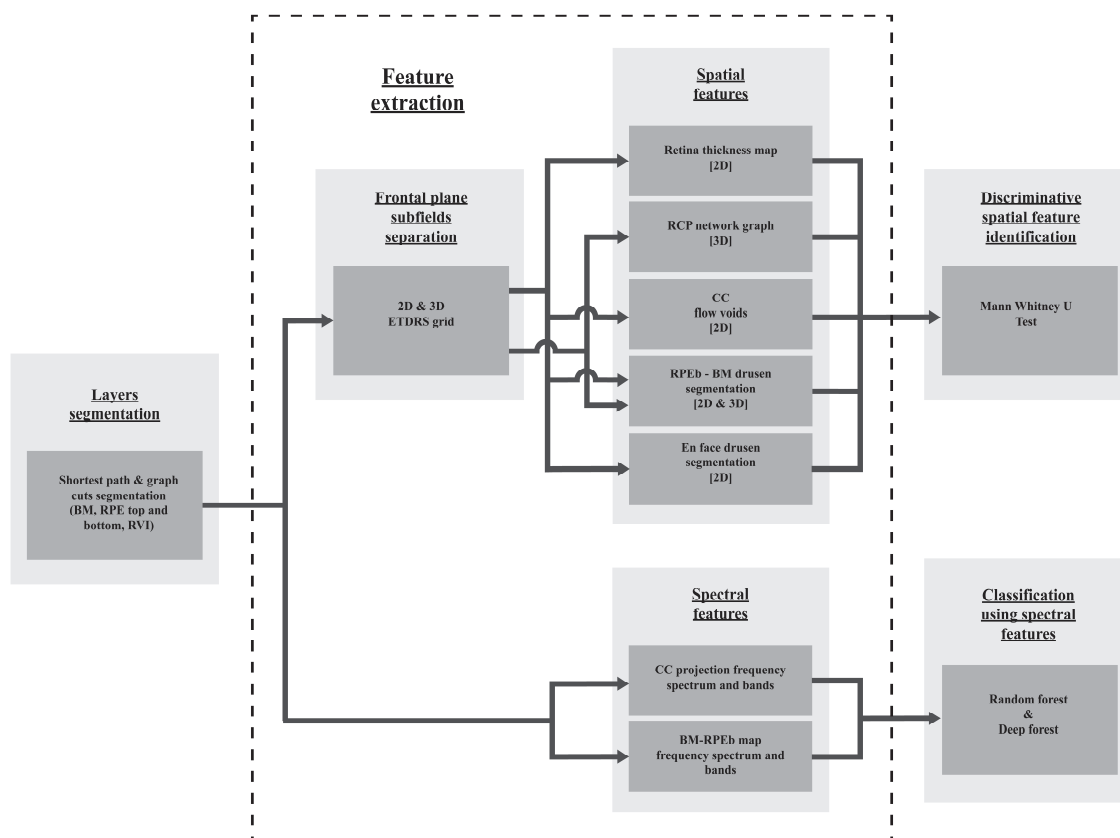 Layers
segmentation
Shortest path & graph
cuts segmentation
(BM, RPE top and
bottom, RVI)
Feature
extraction
Frontal plane
subfields
separation
2D & 3D
ETDRS grid
Spatial
features
Retina thickness map
[2D]
RCP network graph
[3D]
CC
flow voids
[2D]
RPEb - BM drusen
segmentation
[2D & 3D]
En face drusen
segmentation
[2D]
Discriminative
spatial feature
identification
Mann Whitney U
Test
Spectral
features
CC projection frequency
spectrum and bands
BM-RPEb map
frequency spectrum and
bands
Classification
using spectral
features
Random forest
&
Deep forest